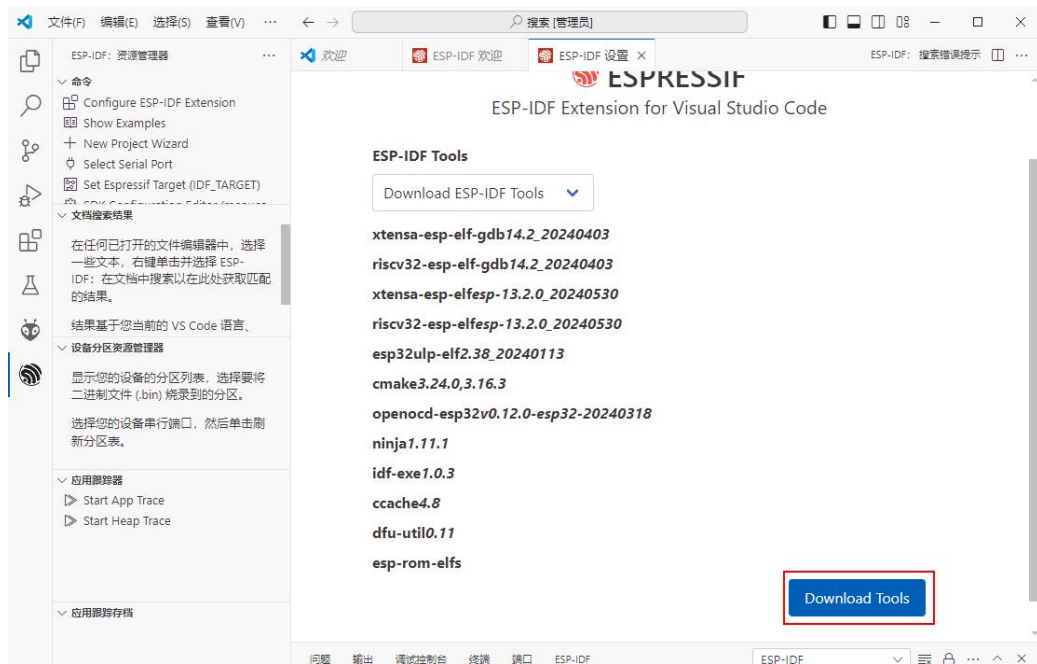 文件(F) 编辑(E) 选择(S) 查看(V) ··· 搜索 [管理员]
ESP-IDF：资源管理器 ···
命令
Configure ESP-IDF Extension
Show Examples
New Project Wizard
Select Serial Port
Set Espressif Target (IDF_TARGET)
文档搜索结果
在任何已打开的文件编辑器中，选择
一些文本，右键单击并选择 ESP-
IDF：在文档中搜索以在此处获取匹配
的结果。
结果基于您当前的 VS Code 语言、
设备分区资源管理器
显示您的设备的分区列表，选择要将
二进制文件 (.bin) 烧录到的分区。
选择您的设备串行端口，然后单击刷
新分区表。
应用跟踪器
Start App Trace
Start Heap Trace
应用跟踪存档
欢迎 ESP-IDF 欢迎 ESP-IDF 设置 ESP-IDF：搜索错误提示 ···
ESPRESSIF
ESP-IDF Extension for Visual Studio Code
ESP-IDF Tools
Download ESP-IDF Tools
xtensa-esp-elf-gdb14.2_20240403
riscv32-esp-elf-gdb14.2_20240403
xtensa-esp-elfesp-13.2.0_20240530
riscv32-esp-elfesp-13.2.0_20240530
esp32ulp-elf2.38_20240113
cmake3.24.0,3.16.3
openocd-esp32v0.12.0-esp32-20240318
ninja1.11.1
idf-exe1.0.3
ccache4.8
dfu-util0.11
esp-rom-elfs
Download Tools
问题 输出 调试控制台 终端 端口 ESP-IDF ESP-IDF ···